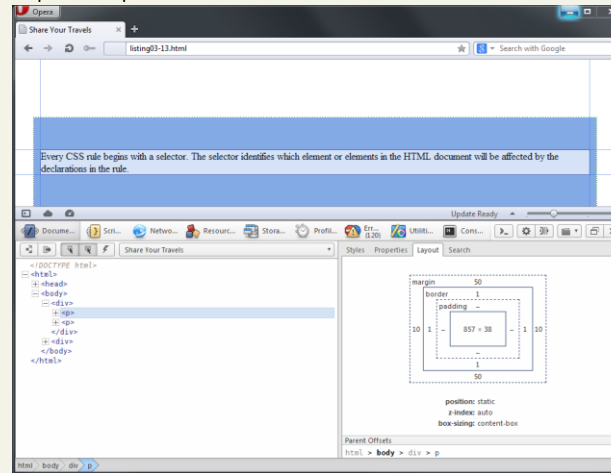 Opera
Share Your Travels
listing03-13.html
Search with Google
Every CSS rule begins with a selector. The selector identifies which element or elements in the HTML document will be affected by the
declarations in the rule.
Update Ready
Docume... Scri... Netwo... Resourc... Stora... Profil... Err... (120) Utiliti... Cons...
Share Your Travels
Styles Properties Layout Search
<!DOCTYPE html>
<html>
<head>
<body>
<div>
<p>
<p>
</div>
<div>
</body>
</html>
margin 50
border 1
padding –
10 1 – 857 × 38 – 1 10
–
1
50
position: static
z-index: auto
box-sizing: content-box
Parent Offsets
html > body > div > p
html body div p